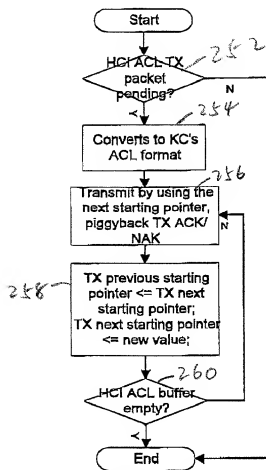 Start
252
HCI ACL TX
packet
pending?
N
Y
254
Converts to KC's
ACL format
256
Transmit by using the
next starting pointer,
piggyback TX ACK/
NAK
N
258
TX previous starting
pointer <= TX next
starting pointer;
TX next starting pointer
<= new value;
260
HCI ACL buffer
empty?
Y
End